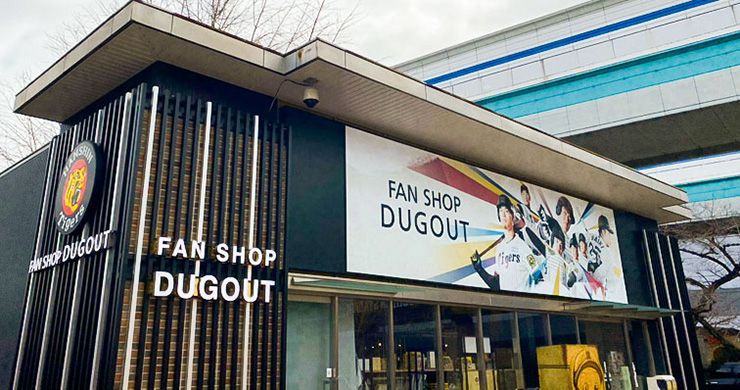 HANSHIN
Tigers
FAN SHOP DUGOUT
FAN SHOP
DUGOUT
FAN SHOP
DUGOUT
Tigers